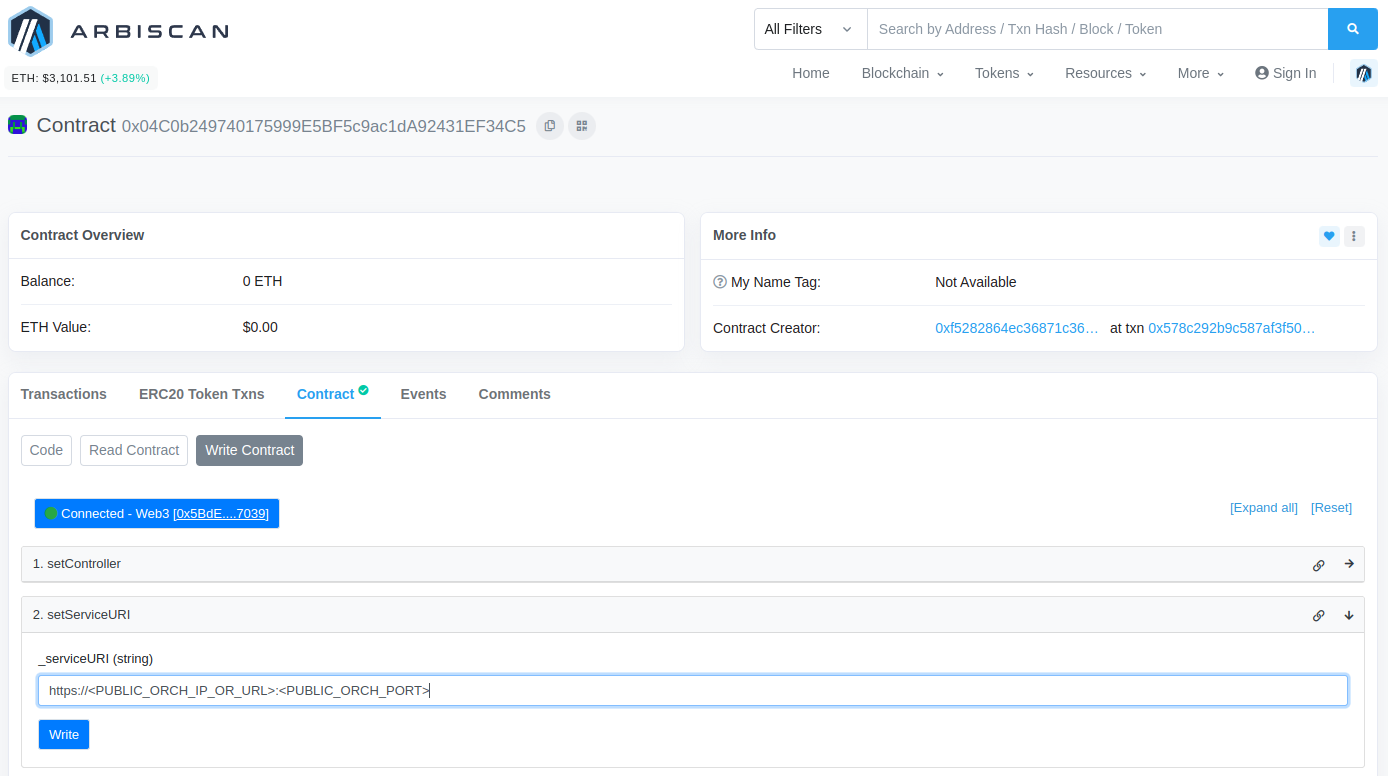 ARBISCAN
All Filters
Search by Address / Txn Hash / Block / Token
ETH: $3,101.51 (+3.89%)
Home Blockchain Tokens Resources More Sign In
Contract 0x04C0b249740175999E5BF5c9ac1dA92431EF34C5
Contract Overview
Balance: 0 ETH
ETH Value: $0.00
More Info
My Name Tag: Not Available
Contract Creator: 0xf5282864ec36871c36... at txn 0x578c292b9c587af3f50...
Transactions ERC20 Token Txns Contract Events Comments
Code Read Contract Write Contract
Connected - Web3 [0x5BdE....7039]
[Expand all] [Reset]
1. setController
2. setServiceURI
_serviceURI (string)
https://<PUBLIC_ORCH_IP_OR_URL>:<PUBLIC_ORCH_PORT>
Write